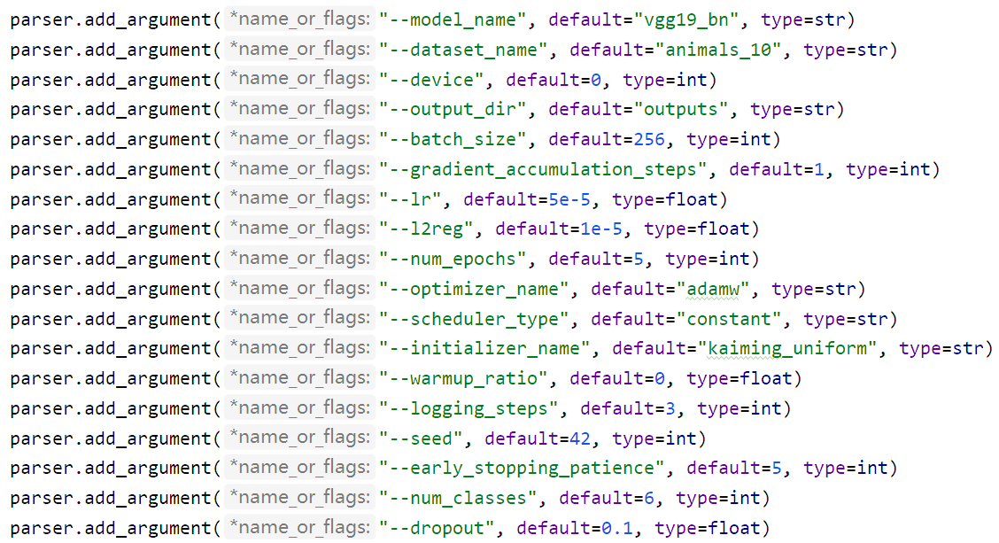 parser.add_argument( *name_or_flags: "--model_name", default="vgg19_bn", type=str)
parser.add_argument( *name_or_flags: "--dataset_name", default="animals_10", type=str)
parser.add_argument( *name_or_flags: "--device", default=0, type=int)
parser.add_argument( *name_or_flags: "--output_dir", default="outputs", type=str)
parser.add_argument( *name_or_flags: "--batch_size", default=256, type=int)
parser.add_argument( *name_or_flags: "--gradient_accumulation_steps", default=1, type=int)
parser.add_argument( *name_or_flags: "--lr", default=5e-5, type=float)
parser.add_argument( *name_or_flags: "--l2reg", default=1e-5, type=float)
parser.add_argument( *name_or_flags: "--num_epochs", default=5, type=int)
parser.add_argument( *name_or_flags: "--optimizer_name", default="adamw", type=str)
parser.add_argument( *name_or_flags: "--scheduler_type", default="constant", type=str)
parser.add_argument( *name_or_flags: "--initializer_name", default="kaiming_uniform", type=str)
parser.add_argument( *name_or_flags: "--warmup_ratio", default=0, type=float)
parser.add_argument( *name_or_flags: "--logging_steps", default=3, type=int)
parser.add_argument( *name_or_flags: "--seed", default=42, type=int)
parser.add_argument( *name_or_flags: "--early_stopping_patience", default=5, type=int)
parser.add_argument( *name_or_flags: "--num_classes", default=6, type=int)
parser.add_argument( *name_or_flags: "--dropout", default=0.1, type=float)